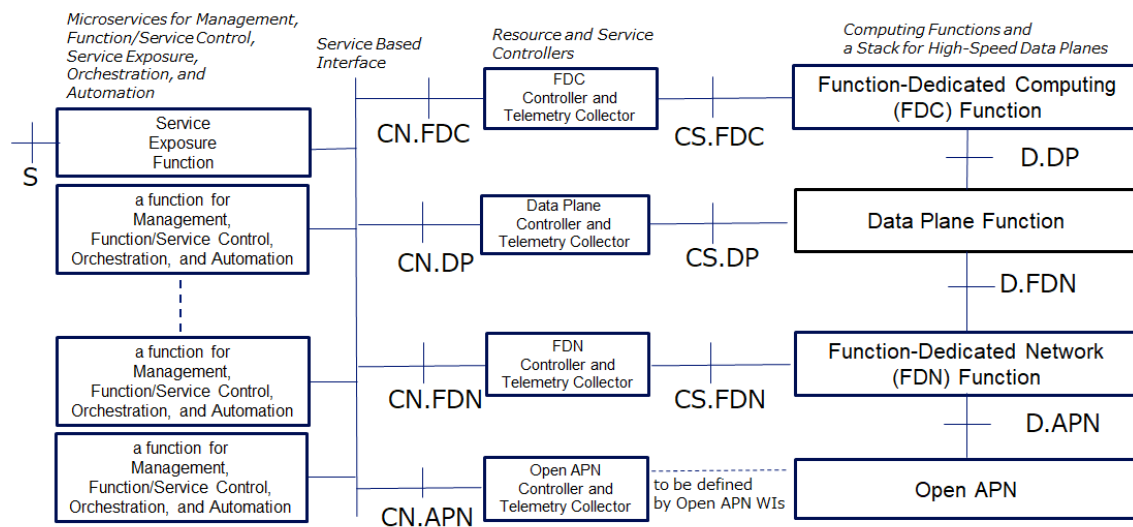 Microservices for Management,
Function/Service Control,
Service Exposure,
Orchestration, and
Automation
Service Based
Interface
Resource and Service
Controllers
Computing Functions and
a Stack for High-Speed Data Planes
S
Service
Exposure
Function
a function for
Management,
Function/Service Control,
Orchestration, and Automation
a function for
Management,
Function/Service Control,
Orchestration, and Automation
a function for
Management,
Function/Service Control,
Orchestration, and Automation
CN.FDC
FDC
Controller and
Telemetry Collector
CS.FDC
Function-Dedicated Computing
(FDC) Function
D.DP
CN.DP
Data Plane
Controller and
Telemetry Collector
CS.DP
Data Plane Function
D.FDN
CN.FDN
FDN
Controller and
Telemetry Collector
CS.FDN
Function-Dedicated Network
(FDN) Function
D.APN
CN.APN
Open APN
Controller and
Telemetry Collector
to be defined
by Open APN WIs
Open APN